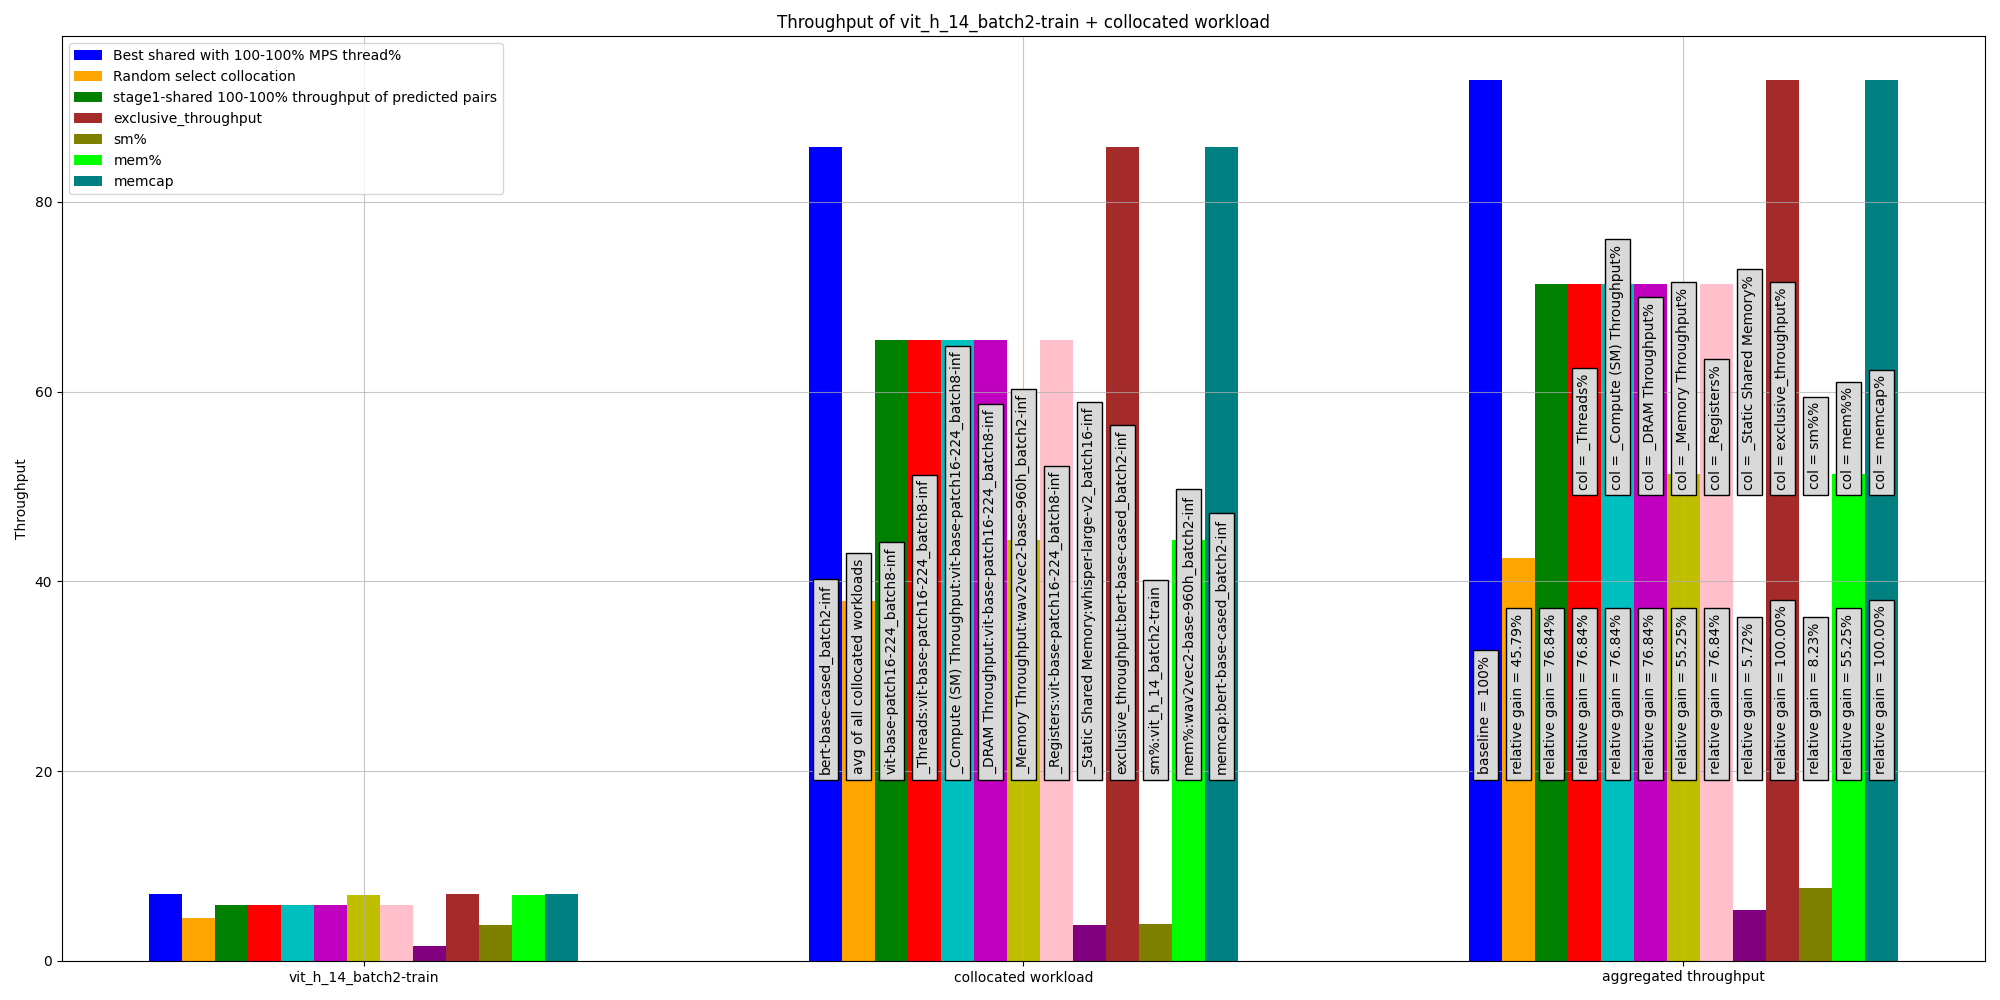 Throughput of vit_h_14_batch2-train + collocated workload
Best shared with 100-100% MPS thread%
Random select collocation
stage1-shared 100-100% throughput of predicted pairs
exclusive_throughput
sm%
mem%
memcap
Throughput
80
60
40
20
0
bert-base-cased_batch2-inf
avg of all collocated workloads
vit-base-patch16-224_batch8-inf
_Threads:vit-base-patch16-224_batch8-inf
_Compute (SM) Throughput:vit-base-patch16-224_batch8-inf
_DRAM Throughput:vit-base-patch16-224_batch8-inf
_Memory Throughput:wav2vec2-base-960h_batch2-inf
_Registers:vit-base-patch16-224_batch8-inf
_Static Shared Memory:whisper-large-v2_batch16-inf
exclusive_throughput:bert-base-cased_batch2-inf
sm%:vit_h_14_batch2-train
mem%:wav2vec2-base-960h_batch2-inf
memcap:bert-base-cased_batch2-inf
col = _Threads%
col = _Compute (SM) Throughput%
col = _DRAM Throughput%
col = _Memory Throughput%
col = _Registers%
col = _Static Shared Memory%
col = exclusive_throughput%
col = sm%%
col = mem%%
col = memcap%
baseline = 100%
relative gain = 45.79%
relative gain = 76.84%
relative gain = 76.84%
relative gain = 76.84%
relative gain = 76.84%
relative gain = 55.25%
relative gain = 76.84%
relative gain = 5.72%
relative gain = 100.00%
relative gain = 8.23%
relative gain = 55.25%
relative gain = 100.00%
vit_h_14_batch2-train
collocated workload
aggregated throughput